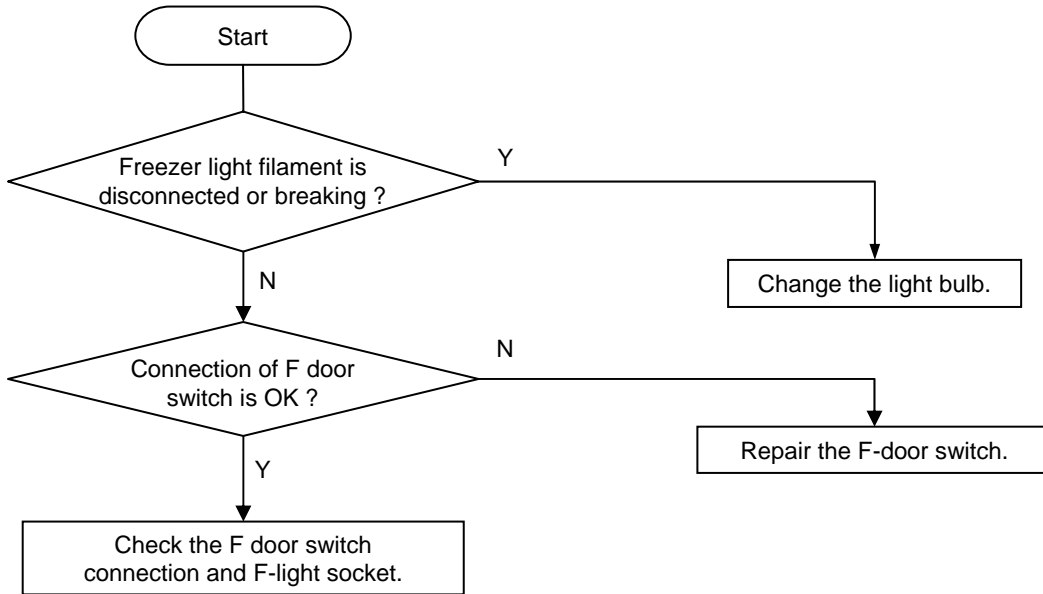 Start
Freezer light filament is
disconnected or breaking ?
Y
N
Change the light bulb.
Connection of F door
switch is OK ?
N
Y
Repair the F-door switch.
Check the F door switch
connection and F-light socket.